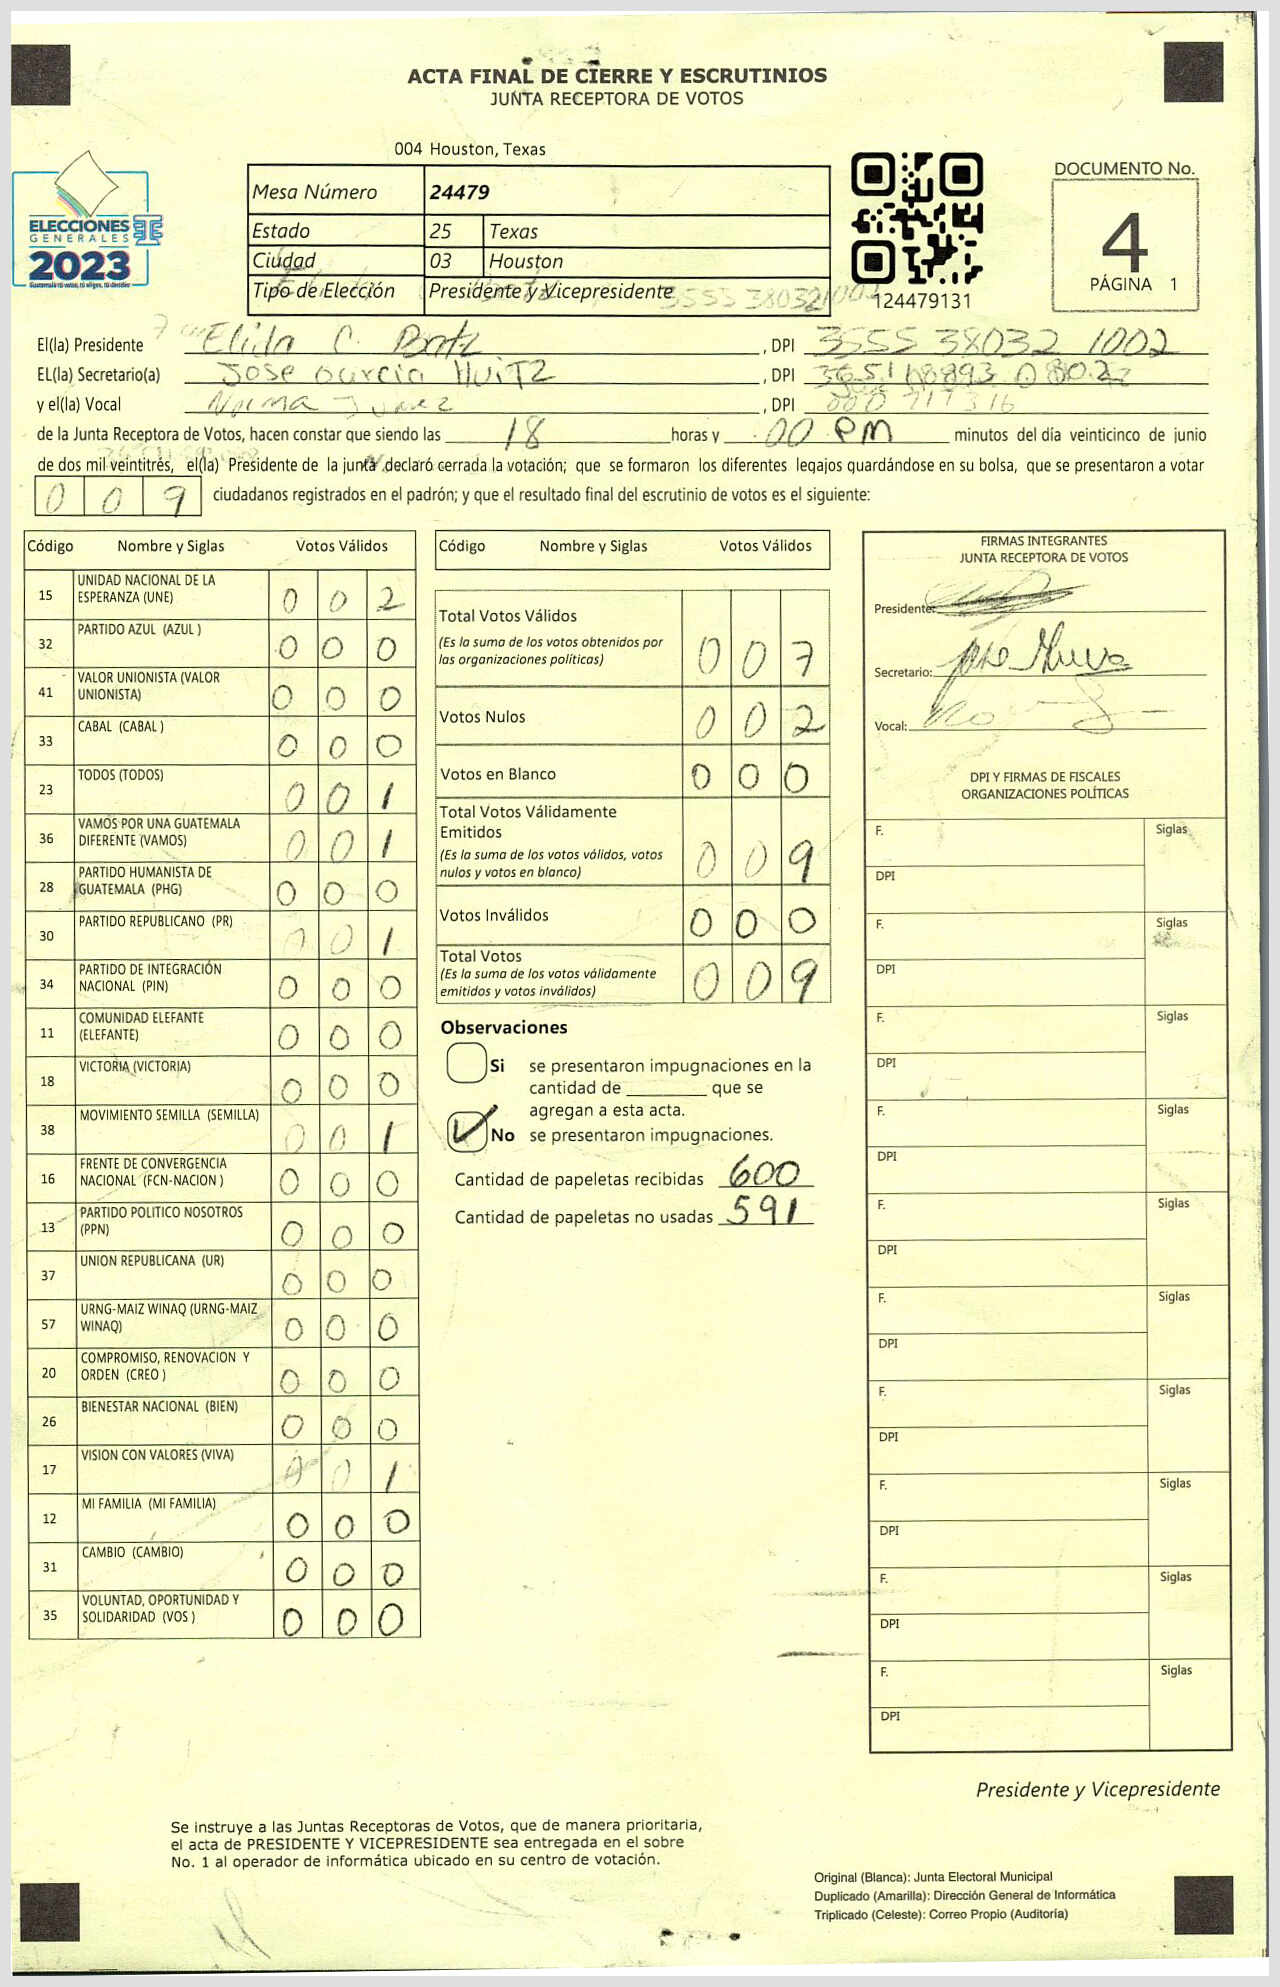 ACTA FINAL DE CIERRE Y ESCRUTINIOS
JUNTA RECEPTORA DE VOTOS
004 Houston, Texas
Mesa Número 24479
Estado 25 Texas
Ciudad 03 Houston
Tipo de Elección Presidente y Vicepresidente
ELECCIONES
GENERALES
2023
Guatemala tú votas, tú eliges, tú decides
124479131
DOCUMENTO No.
4
PÁGINA 1
El(la) Presidente Elida C. Batz , DPI 3555 38032 1002
EL(la) Secretario(a) Jose Garcia Huitz , DPI
y el(la) Vocal Norma , DPI
de la Junta Receptora de Votos, hacen constar que siendo las 18 horas y 00 PM minutos del día veinticinco de junio
de dos mil veintitrés, el(la) Presidente de la junta declaró cerrada la votación; que se formaron los diferentes legajos guardándose en su bolsa, que se presentaron a votar
0 0 9 ciudadanos registrados en el padrón; y que el resultado final del escrutinio de votos es el siguiente:
Código Nombre y Siglas Votos Válidos
15 UNIDAD NACIONAL DE LA
ESPERANZA (UNE) 0 0 2
32 PARTIDO AZUL (AZUL ) 0 0 0
41 VALOR UNIONISTA (VALOR
UNIONISTA) 0 0 0
33 CABAL (CABAL ) 0 0 0
23 TODOS (TODOS) 0 0 1
36 VAMOS POR UNA GUATEMALA
DIFERENTE (VAMOS) 0 0 1
28 PARTIDO HUMANISTA DE
GUATEMALA (PHG) 0 0 0
30 PARTIDO REPUBLICANO (PR) 0 0 1
34 PARTIDO DE INTEGRACIÓN
NACIONAL (PIN) 0 0 0
11 COMUNIDAD ELEFANTE
(ELEFANTE) 0 0 0
18 VICTORIA (VICTORIA) 0 0 0
38 MOVIMIENTO SEMILLA (SEMILLA) 0 0 1
16 FRENTE DE CONVERGENCIA
NACIONAL (FCN-NACION ) 0 0 0
13 PARTIDO POLITICO NOSOTROS
(PPN) 0 0 0
37 UNION REPUBLICANA (UR) 0 0 0
57 URNG-MAIZ WINAQ (URNG-MAIZ
WINAQ) 0 0 0
20 COMPROMISO, RENOVACION Y
ORDEN (CREO ) 0 0 0
26 BIENESTAR NACIONAL (BIEN) 0 0 0
17 VISION CON VALORES (VIVA) 0 0 1
12 MI FAMILIA (MI FAMILIA) 0 0 0
31 CAMBIO (CAMBIO) 0 0 0
35 VOLUNTAD, OPORTUNIDAD Y
SOLIDARIDAD (VOS ) 0 0 0
Código Nombre y Siglas Votos Válidos
Total Votos Válidos
(Es la suma de los votos obtenidos por
las organizaciones políticas) 0 0 7
Votos Nulos 0 0 2
Votos en Blanco 0 0 0
Total Votos Válidamente
Emitidos
(Es la suma de los votos válidos, votos
nulos y votos en blanco) 0 0 9
Votos Inválidos 0 0 0
Total Votos
(Es la suma de los votos válidamente
emitidos y votos inválidos) 0 0 9
Observaciones
Si se presentaron impugnaciones en la
cantidad de ________ que se
agregan a esta acta.
No se presentaron impugnaciones.
Cantidad de papeletas recibidas 600
Cantidad de papeletas no usadas 591
FIRMAS INTEGRANTES
JUNTA RECEPTORA DE VOTOS
Presidente:
Secretario:
Vocal:
DPI Y FIRMAS DE FISCALES
ORGANIZACIONES POLÍTICAS
F. Siglas
DPI
F. Siglas
DPI
F. Siglas
DPI
F. Siglas
DPI
F. Siglas
DPI
F. Siglas
DPI
F. Siglas
DPI
F. Siglas
DPI
F. Siglas
DPI
F. Siglas
DPI
Presidente y Vicepresidente
Se instruye a las Juntas Receptoras de Votos, que de manera prioritaria,
el acta de PRESIDENTE Y VICEPRESIDENTE sea entregada en el sobre
No. 1 al operador de informática ubicado en su centro de votación.
Original (Blanca): Junta Electoral Municipal
Duplicado (Amarilla): Dirección General de Informática
Triplicado (Celeste): Correo Propio (Auditoría)